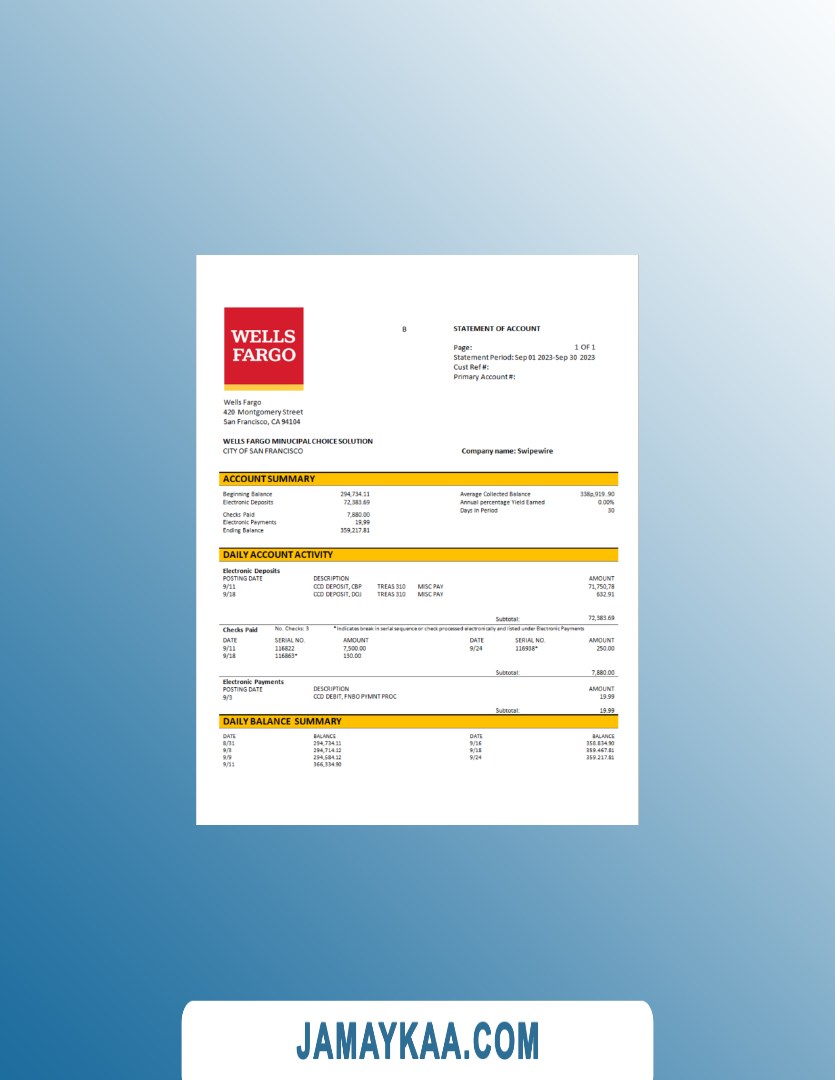 WELLS
FARGO
B
STATEMENT OF ACCOUNT
Page: 1 OF 1
Statement Period: Sep 01 2023-Sep 30 2023
Cust Ref #:
Primary Account #:
Wells Fargo
420 Montgomery Street
San Francisco, CA 94104
WELLS FARGO MINUCIPAL CHOICE SOLUTION
CITY OF SAN FRANCISCO
Company name: Swipewire
ACCOUNT SUMMARY
Beginning Balance 294,734.11 Average Collected Balance 338p,919..90
Electronic Deposits 72,383.69 Annual percentage Yield Earned 0.00%
Days in Period 30
Checks Paid 7,880.00
Electronic Payments 19,99
Ending Balance 359,217.81
DAILY ACCOUNT ACTIVITY
Electronic Deposits
POSTING DATE DESCRIPTION AMOUNT
9/11 CCD DEPOSIT, CBP TREAS 310 MISC PAY 71,750,78
9/18 CCD DEPOSIT, DOJ TREAS 310 MISC PAY 632.91
Subtotal: 72,383.69
Checks Paid No. Checks: 3 *Indicates break in serial sequence or check processed electronically and listed under Electronic Payments
DATE SERIAL NO. AMOUNT DATE SERIAL NO. AMOUNT
9/11 116822 7,500.00 9/24 116938* 250.00
9/18 116863* 130.00
Subtotal: 7,880.00
Electronic Payments
POSTING DATE DESCRIPTION AMOUNT
9/3 CCD DEBIT, FNBO PYMNT PROC 19.99
Subtotal: 19.99
DAILY BALANCE SUMMARY
DATE BALANCE DATE BALANCE
8/31 294,734.11 9/16 358.834.90
9/3 294,714.12 9/18 359.467.81
9/9 294,584.12 9/24 359.217.81
9/11 366,334.90
JAMAYKAA.COM